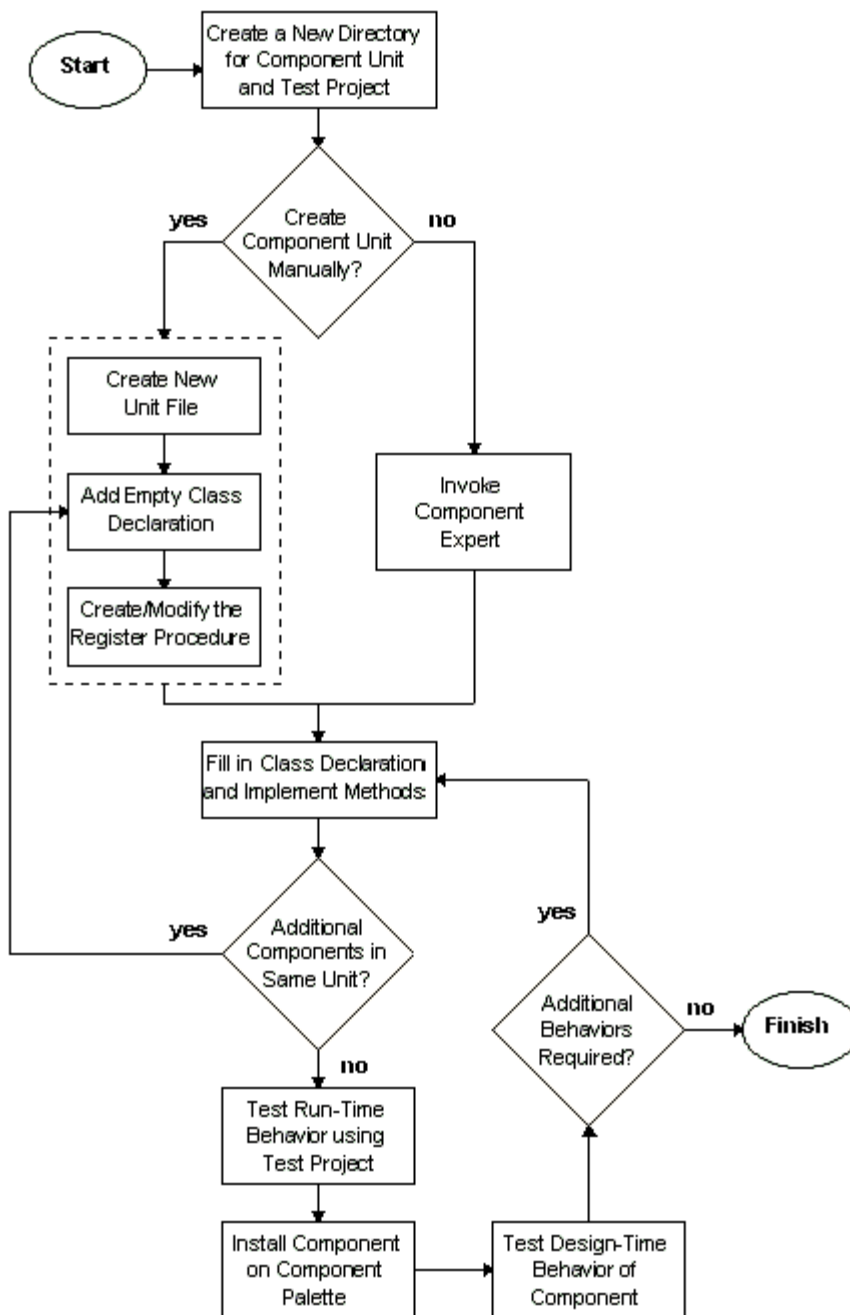 Start
Create a New Directory
for Component Unit
and Test Project
yes
Create
Component Unit
Manually?
no
Create New
Unit File
Add Empty Class
Declaration
Create/Modify the
Register Procedure
Invoke
Component
Expert
Fill in Class Declaration
and Implement Methods
yes
Additional
Components in
Same Unit?
no
yes
Additional
Behaviors
Required?
no
Finish
Test Run-Time
Behavior using
Test Project
Install Component
on Component
Palette
Test Design-Time
Behavior of
Component